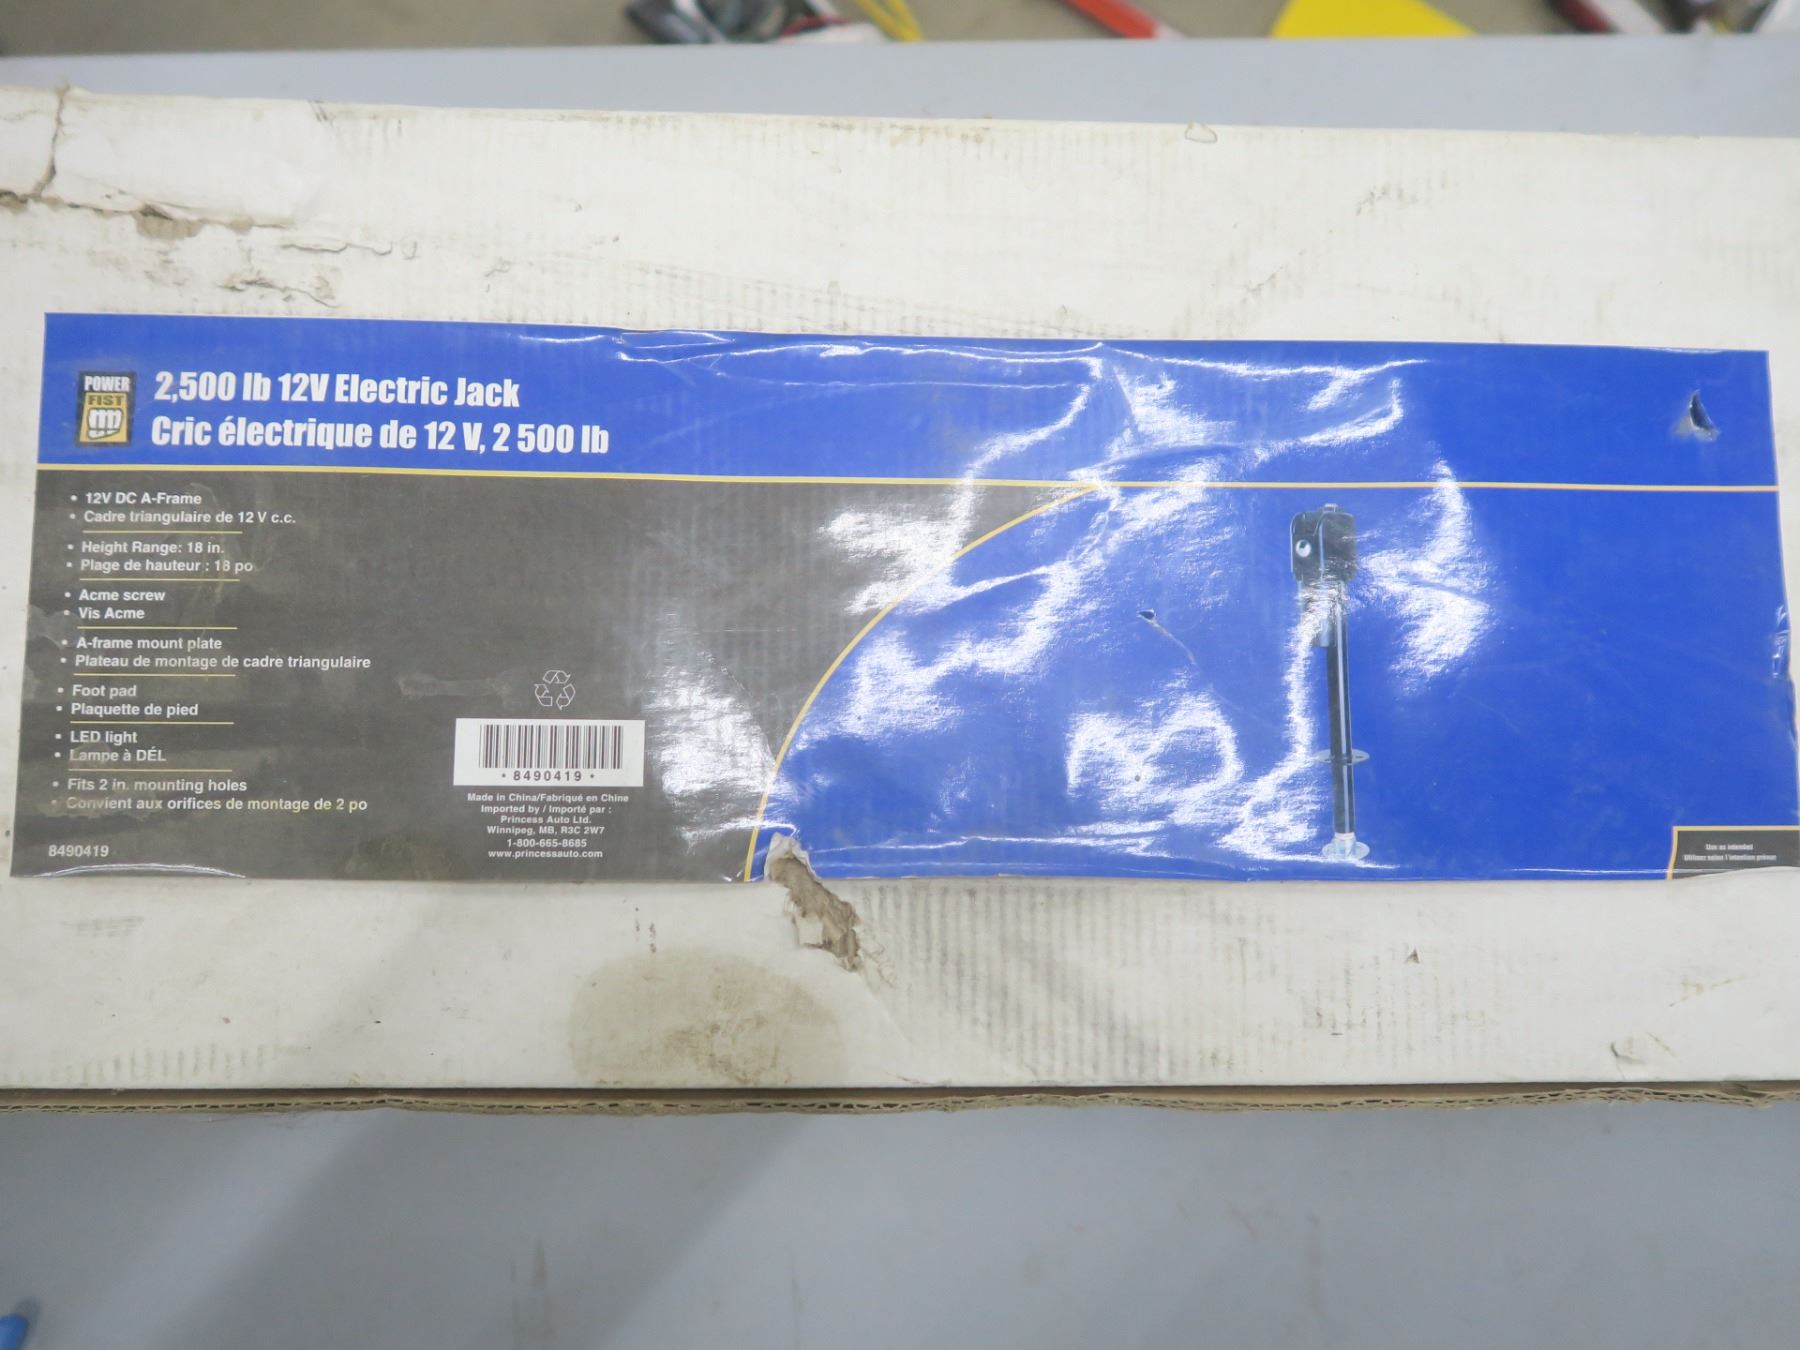 POWER
FIST
2,500 lb 12V Electric Jack
Cric électrique de 12 V, 2 500 lb
• 12V DC A-Frame
• Cadre triangulaire de 12 V c.c.
• Height Range: 18 in.
• Plage de hauteur : 18 po
• Acme screw
• Vis Acme
• A-frame mount plate
• Plateau de montage de cadre triangulaire
• Foot pad
• Plaquette de pied
• LED light
• Lampe à DÉL
• Fits 2 in. mounting holes
• Convient aux orifices de montage de 2 po
8490419
• 8490419 •
Made in China/Fabriqué en Chine
Imported by / Importé par :
Princess Auto Ltd.
Winnipeg, MB, R3C 2W7
1-800-665-8685
www.princessauto.com
Use as intended
Utilisez selon l'intention prévue